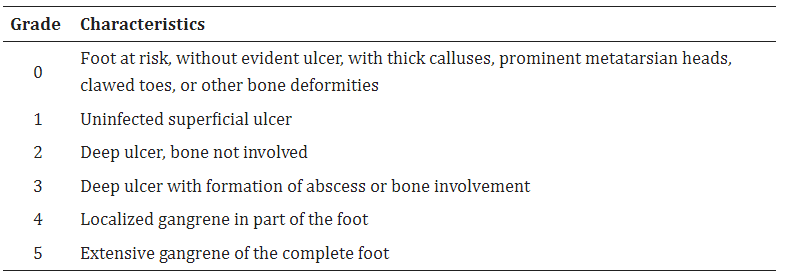 Grade Characteristics
0 Foot at risk, without evident ulcer, with thick calluses, prominent metatarsian heads,
clawed toes, or other bone deformities
1 Uninfected superficial ulcer
2 Deep ulcer, bone not involved
3 Deep ulcer with formation of abscess or bone involvement
4 Localized gangrene in part of the foot
5 Extensive gangrene of the complete foot